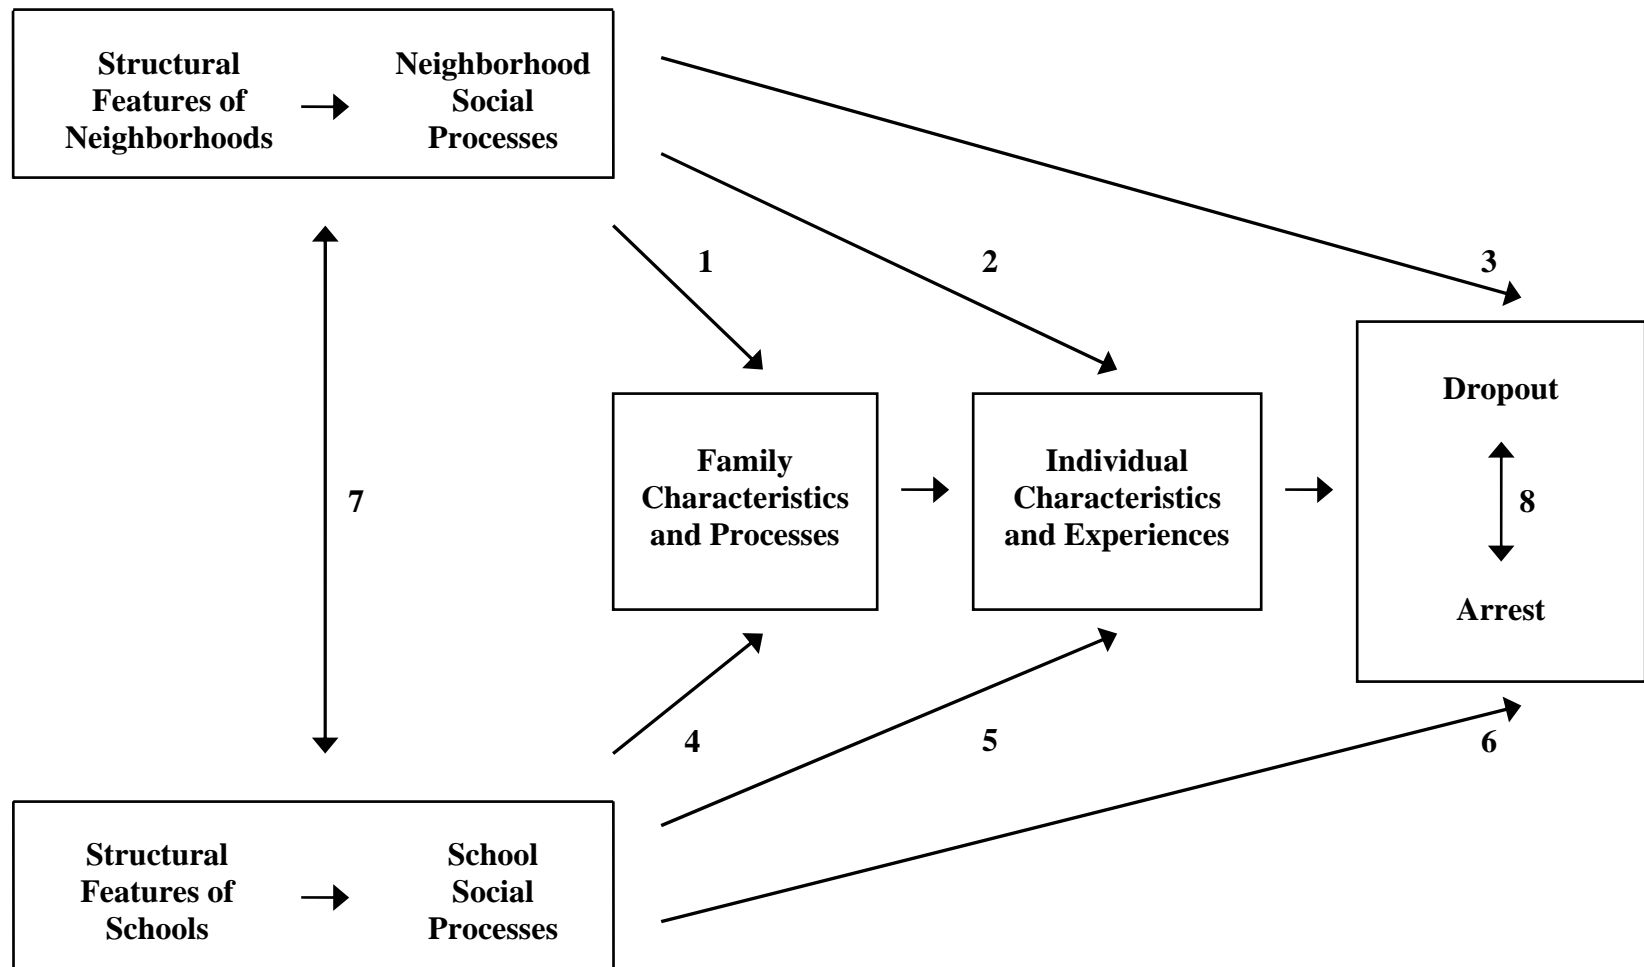 Structural
Features of
Neighborhoods
Neighborhood
Social
Processes
1
2
3
7
Family
Characteristics
and Processes
Individual
Characteristics
and Experiences
Dropout
8
Arrest
4
5
6
Structural
Features of
Schools
School
Social
Processes